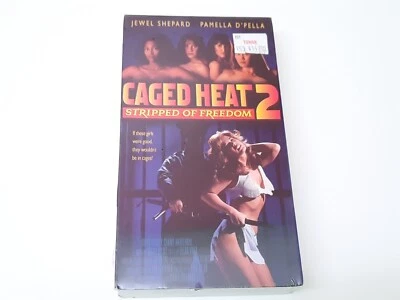 JEWEL SHEPARD PAMELLA D'PELLA
CAGED HEAT 2
STRIPPED OF FREEDOM
If these girls
were good,
they wouldn't
be in cages!